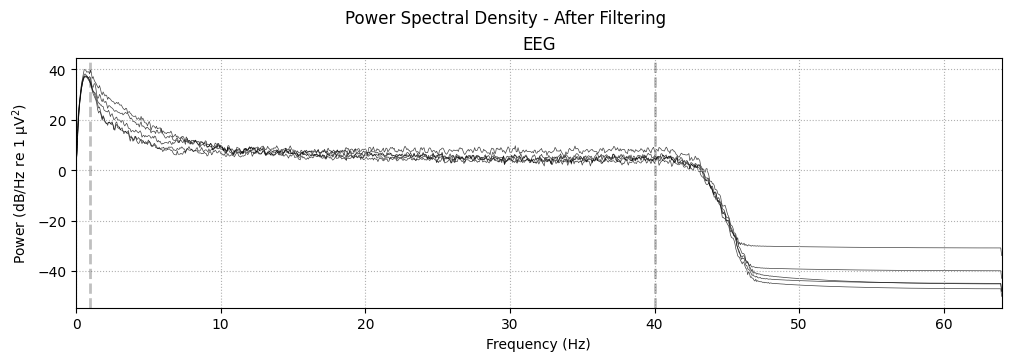 Power Spectral Density - After Filtering
EEG
Power (dB/Hz re 1 µV²)
40
20
0
−20
−40
0 10 20 30 40 50 60
Frequency (Hz)